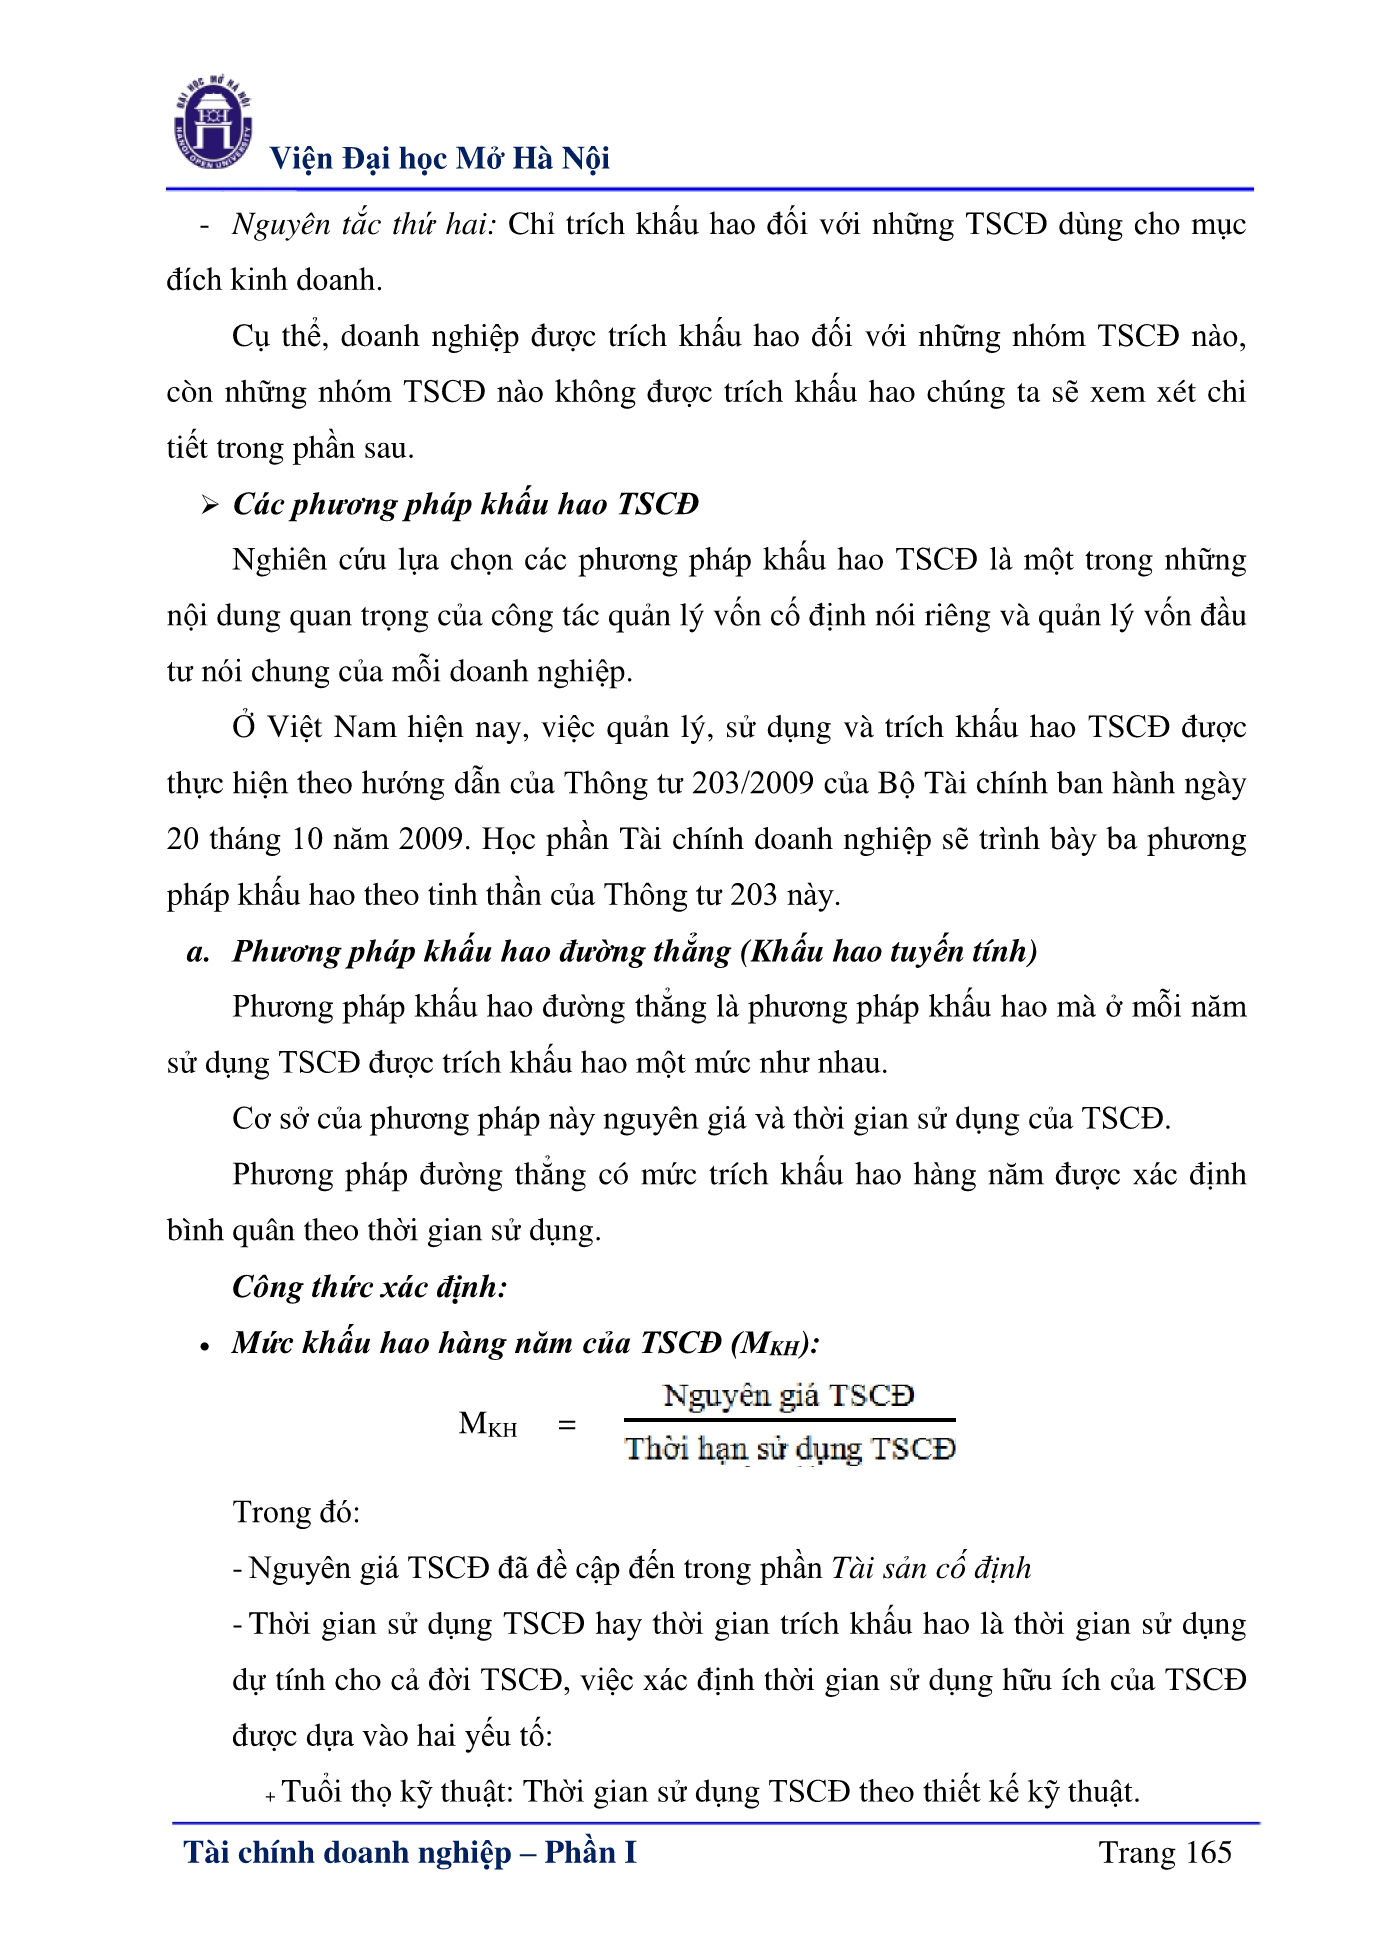 ĐẠI HỌC MỞ HÀ NỘI
HANOI OPEN UNIVERSITY
Viện Đại học Mở Hà Nội
- Nguyên tắc thứ hai: Chỉ trích khấu hao đối với những TSCĐ dùng cho mục
đích kinh doanh.
Cụ thể, doanh nghiệp được trích khấu hao đối với những nhóm TSCĐ nào,
còn những nhóm TSCĐ nào không được trích khấu hao chúng ta sẽ xem xét chi
tiết trong phần sau.
➢ Các phương pháp khấu hao TSCĐ
Nghiên cứu lựa chọn các phương pháp khấu hao TSCĐ là một trong những
nội dung quan trọng của công tác quản lý vốn cố định nói riêng và quản lý vốn đầu
tư nói chung của mỗi doanh nghiệp.
Ở Việt Nam hiện nay, việc quản lý, sử dụng và trích khấu hao TSCĐ được
thực hiện theo hướng dẫn của Thông tư 203/2009 của Bộ Tài chính ban hành ngày
20 tháng 10 năm 2009. Học phần Tài chính doanh nghiệp sẽ trình bày ba phương
pháp khấu hao theo tinh thần của Thông tư 203 này.
a. Phương pháp khấu hao đường thẳng (Khấu hao tuyến tính)
Phương pháp khấu hao đường thẳng là phương pháp khấu hao mà ở mỗi năm
sử dụng TSCĐ được trích khấu hao một mức như nhau.
Cơ sở của phương pháp này nguyên giá và thời gian sử dụng của TSCĐ.
Phương pháp đường thẳng có mức trích khấu hao hàng năm được xác định
bình quân theo thời gian sử dụng.
Công thức xác định:
• Mức khấu hao hàng năm của TSCĐ (MKH):
Nguyên giá TSCĐ
MKH =
Thời hạn sử dụng TSCĐ
Trong đó:
- Nguyên giá TSCĐ đã đề cập đến trong phần Tài sản cố định
- Thời gian sử dụng TSCĐ hay thời gian trích khấu hao là thời gian sử dụng
dự tính cho cả đời TSCĐ, việc xác định thời gian sử dụng hữu ích của TSCĐ
được dựa vào hai yếu tố:
+ Tuổi thọ kỹ thuật: Thời gian sử dụng TSCĐ theo thiết kế kỹ thuật.
Tài chính doanh nghiệp – Phần I Trang 165